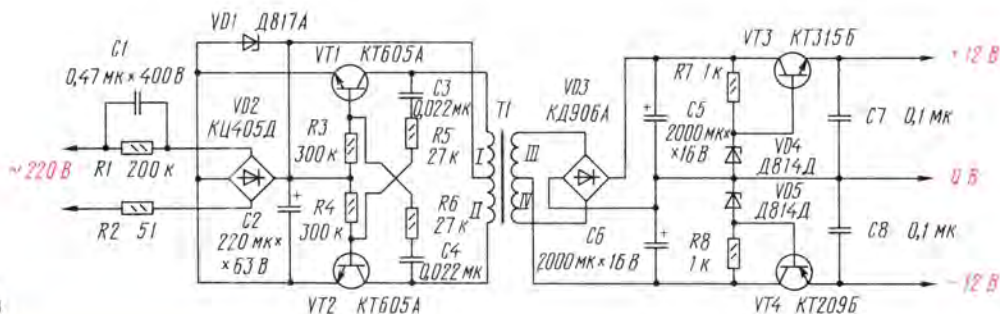 VD1 Д817А
C1
0,47 мк × 400 В
R1 200 к
~220 В
R2 51
VD2
КЦ405Д
C2
220 мк ×
× 63 В
VT1 КТ605А
R3
300 к
R4
300 к
VT2 КТ605А
C3
0,022 мк
R5
27 к
R6
27 к
C4
0,022 мк
T1
I
II
III
IV
VD3
КД906А
C5
2000 мк ×
× 16 В
C6
2000 мк × 16 В
R7 1 к
R8
1 к
VT3 КТ315Б
VD4
Д814Д
VD5
Д814Д
VT4 КТ209Б
C7 0,1 мк
C8 0,1 мк
+12 В
0 В
−12 В